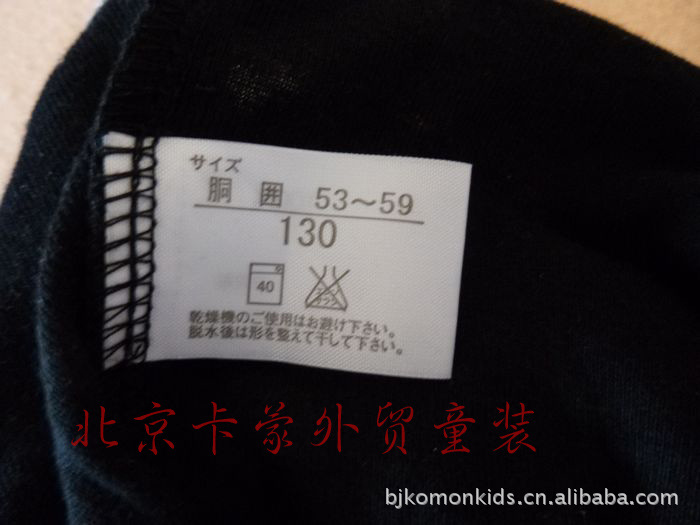 サイズ
胴囲 53～59
130
40
乾燥機のご使用はお避け下さい。
脱水後は形を整えて干して下さい。
北京卡蒙外贸童装
bjkomonkids.cn.alibaba.com